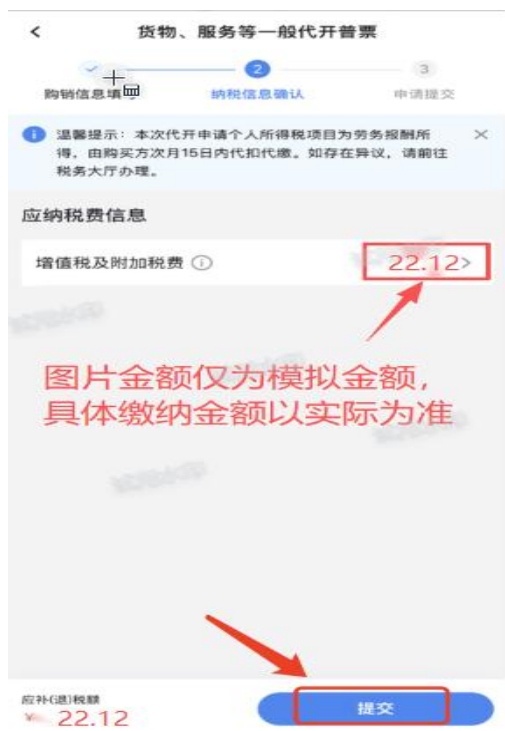 货物、服务等一般代开普票
2
3
购销信息填
纳税信息确认
申请提交
温馨提示：本次代开申请个人所得税项目为劳务报酬所
得，由购买方次月15日内代扣代缴。如存在异议，请前往
税务大厅办理。
应纳税费信息
增值税及附加税费
22.12
图片金额仅为模拟金额，
具体缴纳金额以实际为准
应补(退)税额
¥ 22.12
提交